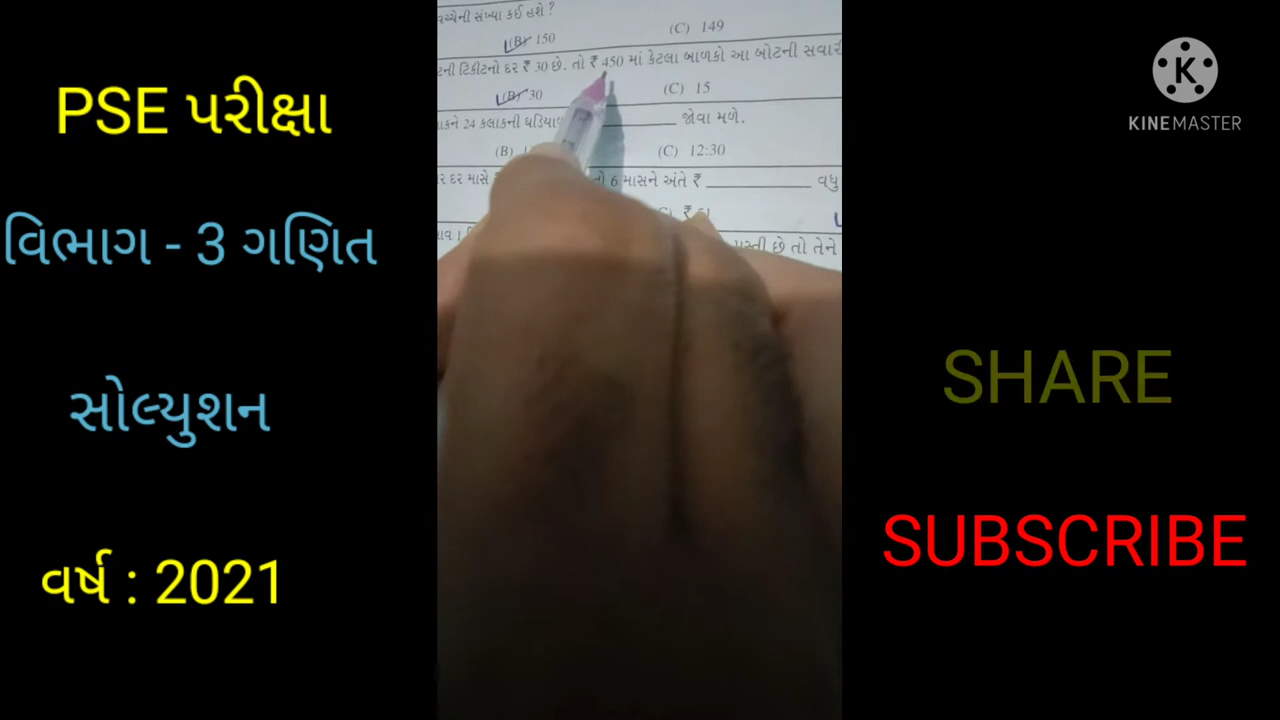 PSE પરીક્ષા
વિભાગ - 3 ગણિત
સોલ્યુશન
વર્ષ : 2021
વચ્ચેની સંખ્યા કઈ હશે ?
(B) 150 (C) 149
ટની ટિકીટનો દર ₹ 30 છે. તો ₹ 450 માં કેટલા બાળકો આ બોટની સવારી
(B) 30 (C) 15
24 કલાકની જોવા મળે.
(B) (C) 12:30
દર માસે તો 6 માસને અંતે ₹ વધુ
છે તો તેને
K
KINEMASTER
SHARE
SUBSCRIBE